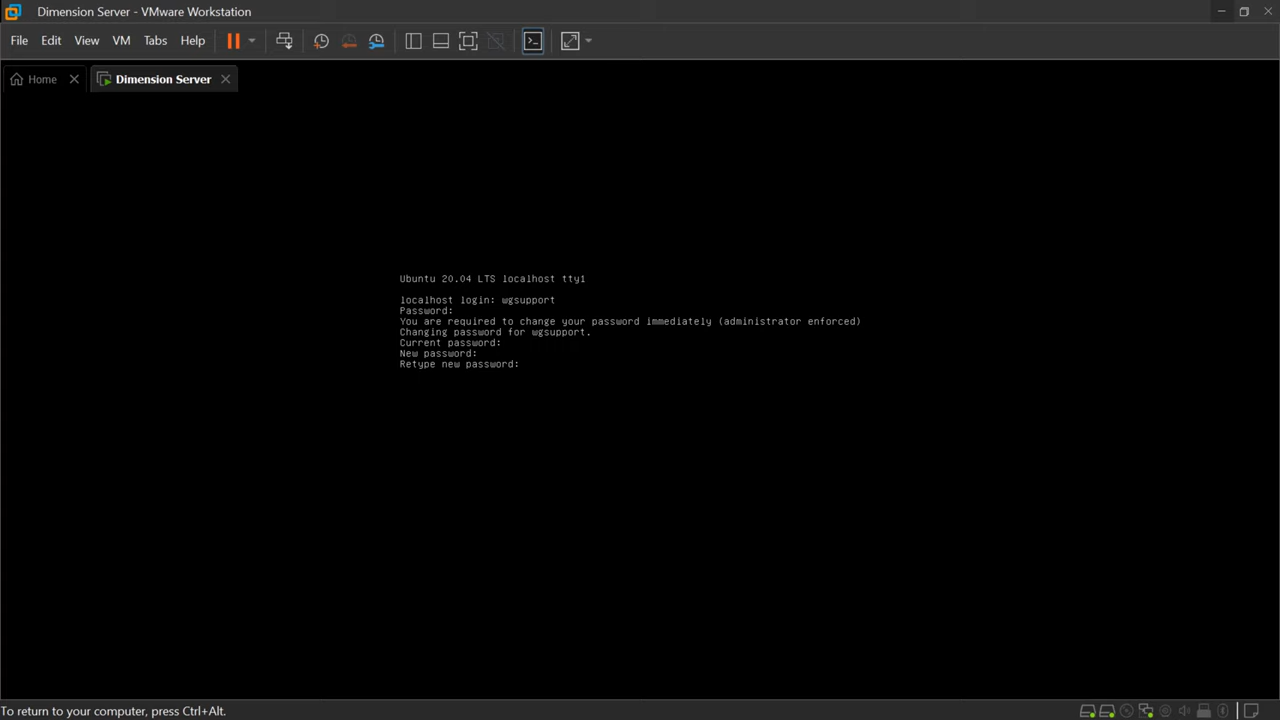 Dimension Server - VMware Workstation
File Edit View VM Tabs Help
Home Dimension Server
Ubuntu 20.04 LTS localhost tty1
localhost login: wgsupport
Password:
You are required to change your password immediately (administrator enforced)
Changing password for wgsupport.
Current password:
New password:
Retype new password:
To return to your computer, press Ctrl+Alt.